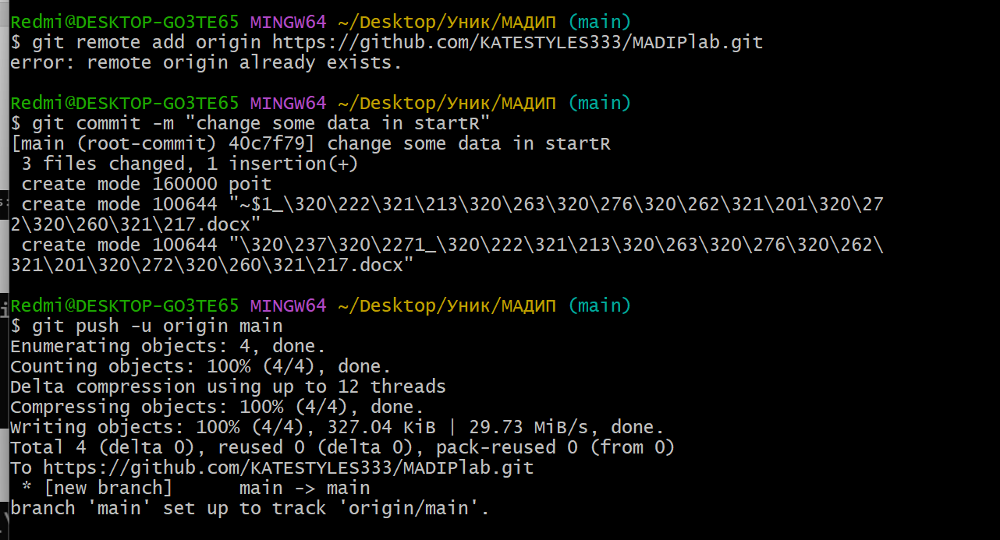 Redmi@DESKTOP-GO3TE65 MINGW64 ~/Desktop/Уник/МАДИП (main)
$ git remote add origin https://github.com/KATESTYLES333/MADIPlab.git
error: remote origin already exists.
Redmi@DESKTOP-GO3TE65 MINGW64 ~/Desktop/Уник/МАДИП (main)
$ git commit -m "change some data in startR"
[main (root-commit) 40c7f79] change some data in startR
 3 files changed, 1 insertion(+)
 create mode 160000 poit
 create mode 100644 "~$1_\320\222\321\213\320\263\320\276\320\262\321\201\320\27
2\320\260\321\217.docx"
 create mode 100644 "\320\237\320\2271_\320\222\321\213\320\263\320\276\320\262\
321\201\320\272\320\260\321\217.docx"
Redmi@DESKTOP-GO3TE65 MINGW64 ~/Desktop/Уник/МАДИП (main)
$ git push -u origin main
Enumerating objects: 4, done.
Counting objects: 100% (4/4), done.
Delta compression using up to 12 threads
Compressing objects: 100% (4/4), done.
Writing objects: 100% (4/4), 327.04 KiB | 29.73 MiB/s, done.
Total 4 (delta 0), reused 0 (delta 0), pack-reused 0 (from 0)
To https://github.com/KATESTYLES333/MADIPlab.git
 * [new branch]      main -> main
branch 'main' set up to track 'origin/main'.